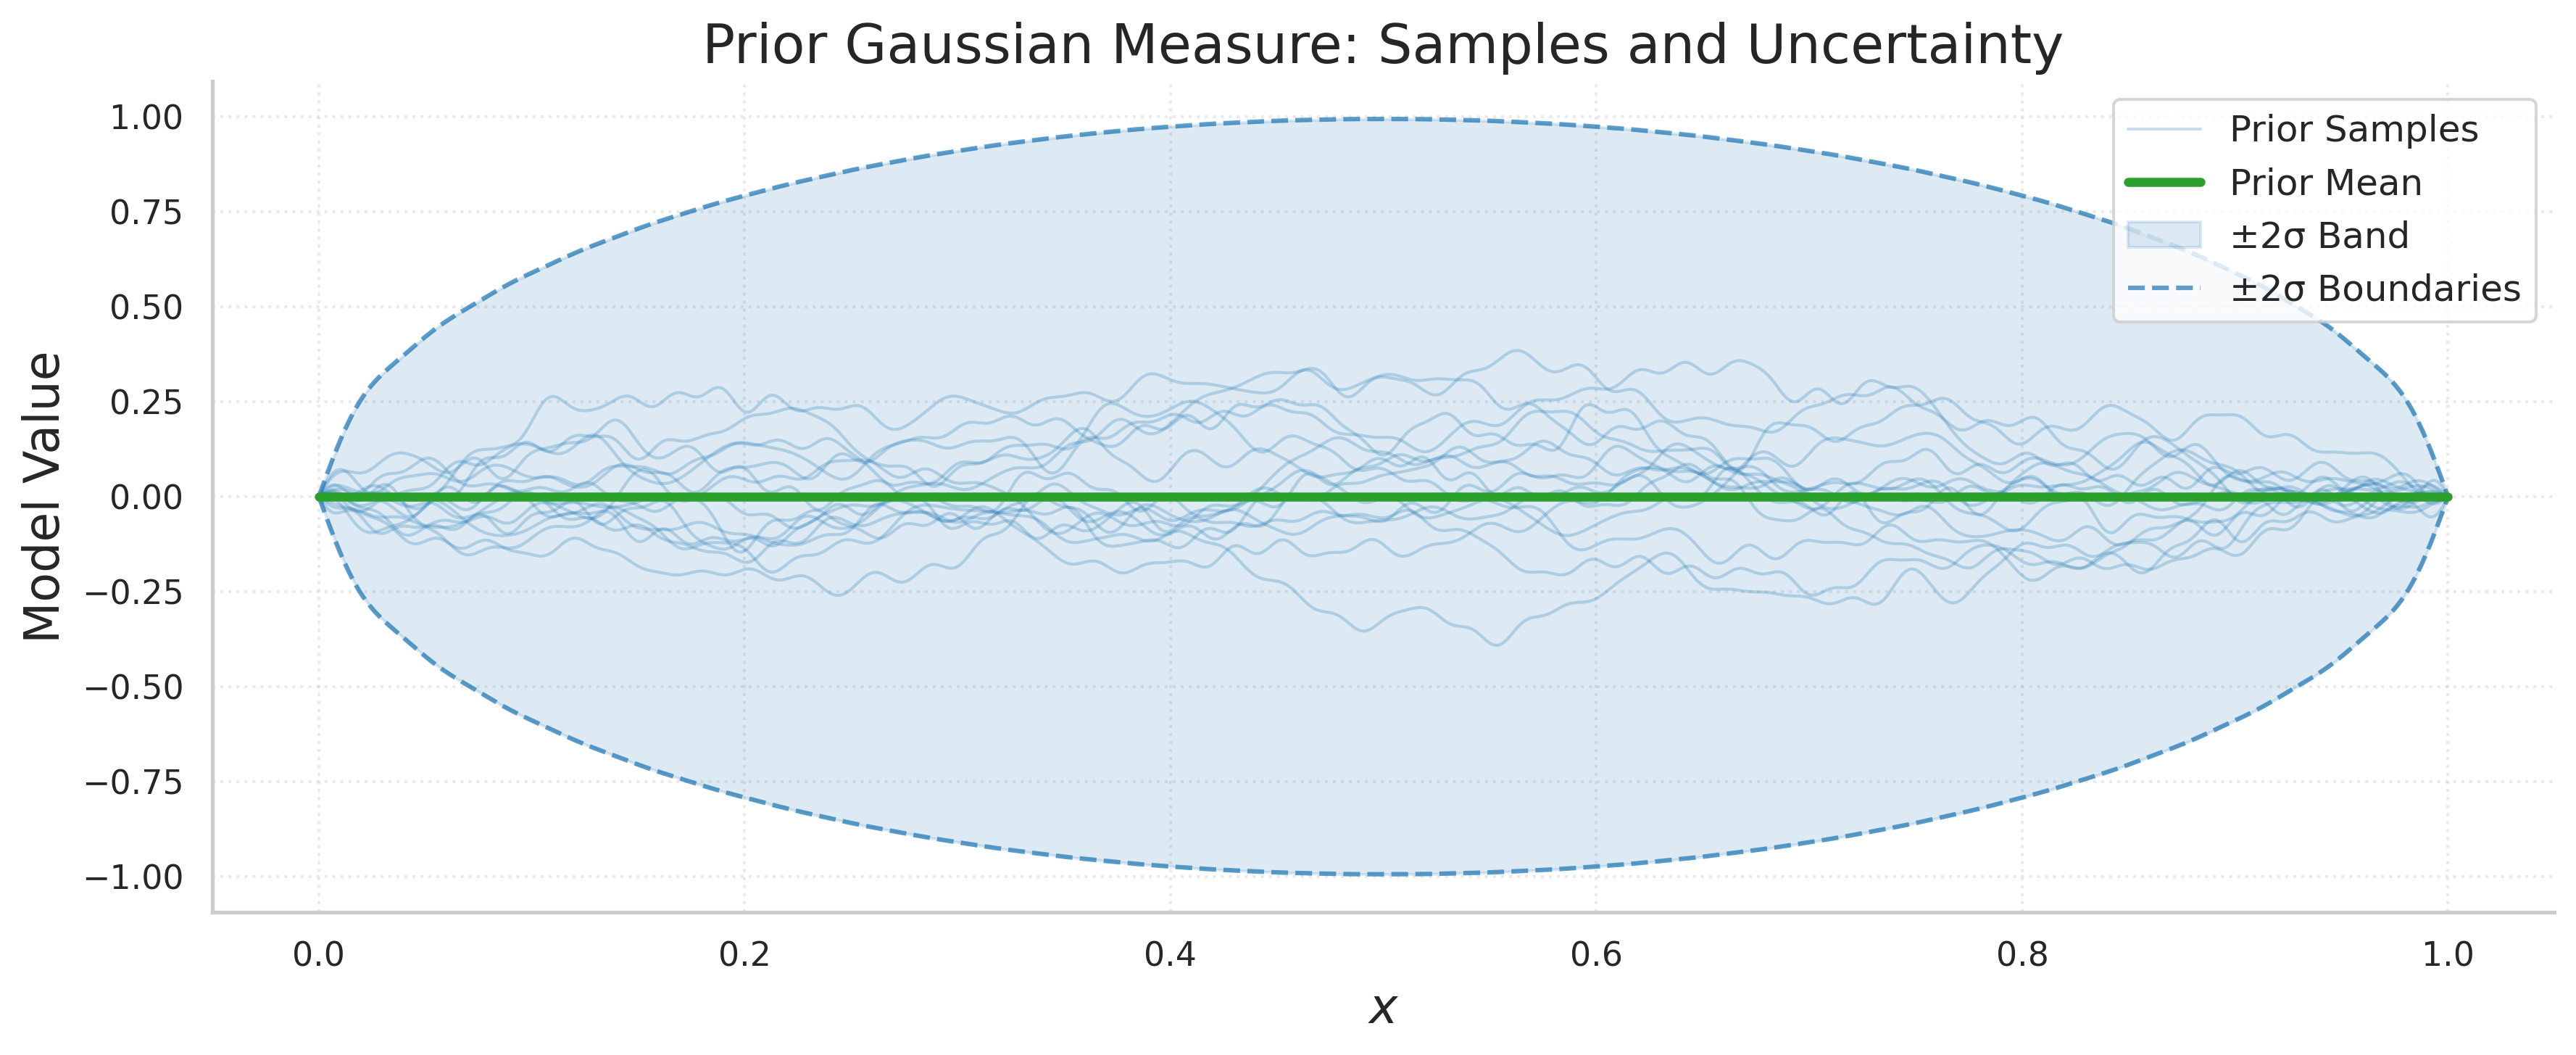 Prior Gaussian Measure: Samples and Uncertainty
1.00
0.75
0.50
0.25
0.00
−0.25
−0.50
−0.75
−1.00
Model Value
Prior Samples
Prior Mean
±2σ Band
±2σ Boundaries
0.0 0.2 0.4 0.6 0.8 1.0
x